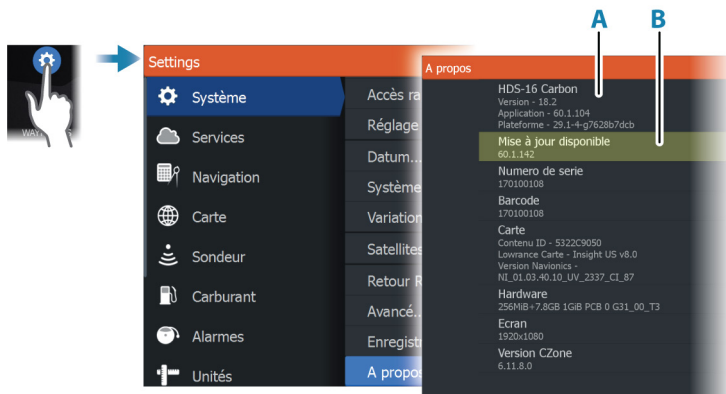 A
B
WAY
Settings
Système
Services
Navigation
Carte
Sondeur
Carburant
Alarmes
Unités
Accès ra
Réglage
Datum...
Système
Variation
Satellites
Retour R
Avancé..
Enregist
A propos
A propos
HDS-16 Carbon
Version - 18.2
Application - 60.1.104
Plateforme - 29.1-4-g7628b7dcb
Mise à jour disponible
60.1.142
Numero de serie
170100108
Barcode
170100108
Carte
Contenu ID - 5322C9050
Lowrance Carte - Insight US v8.0
Version Navionics -
NI_01.03.40.10_UV_2337_CI_87
Hardware
256MiB+7.8GB 1GiB PCB 0 G31_00_T3
Ecran
1920x1080
Version CZone
6.11.8.0